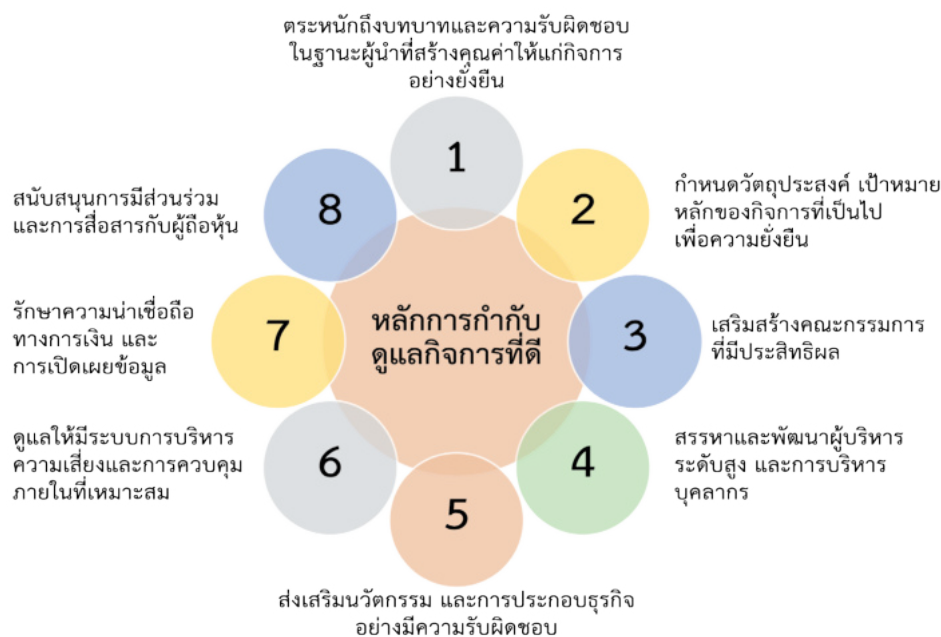 ตระหนักถึงบทบาทและความรับผิดชอบ
ในฐานะผู้นำที่สร้างคุณค่าให้แก่กิจการ
อย่างยั่งยืน
1
2
กำหนดวัตถุประสงค์ เป้าหมาย
หลักของกิจการที่เป็นไป
เพื่อความยั่งยืน
3
เสริมสร้างคณะกรรมการ
ที่มีประสิทธิผล
4
สรรหาและพัฒนาผู้บริหาร
ระดับสูง และการบริหาร
บุคลากร
5
ส่งเสริมนวัตกรรม และการประกอบธุรกิจ
อย่างมีความรับผิดชอบ
6
ดูแลให้มีระบบการบริหาร
ความเสี่ยงและการควบคุม
ภายในที่เหมาะสม
7
รักษาความน่าเชื่อถือ
ทางการเงิน และ
การเปิดเผยข้อมูล
8
สนับสนุนการมีส่วนร่วม
และการสื่อสารกับผู้ถือหุ้น
หลักการกำกับ
ดูแลกิจการที่ดี